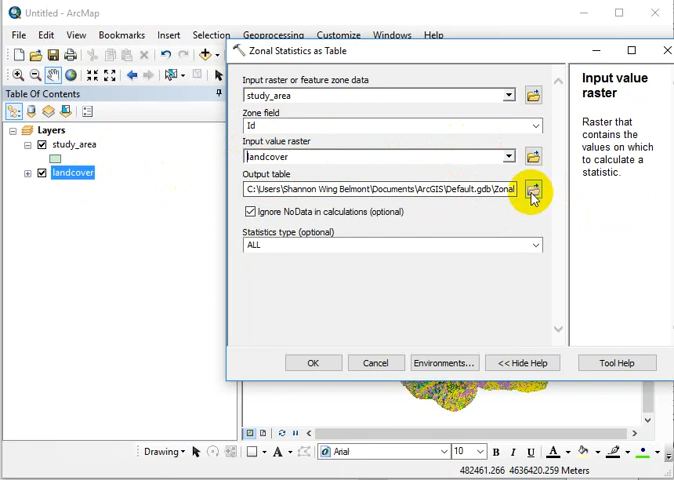 Untitled - ArcMap
File Edit View Bookmarks Insert Selection Geoprocessing Customize Windows Help
Table Of Contents
Layers
study_area
landcover
Zonal Statistics as Table
Input raster or feature zone data
study_area
Zone field
Id
Input value raster
landcover
Output table
C:\Users\Shannon Wing Belmont\Documents\ArcGIS\Default.gdb\Zonal
Ignore NoData in calculations (optional)
Statistics type (optional)
ALL
OK Cancel Environments... << Hide Help Tool Help
Input value
raster
Raster that
contains the
values on which
to calculate a
statistic.
Drawing Arial 10 B I U A A
482461.266 4636420.259 Meters